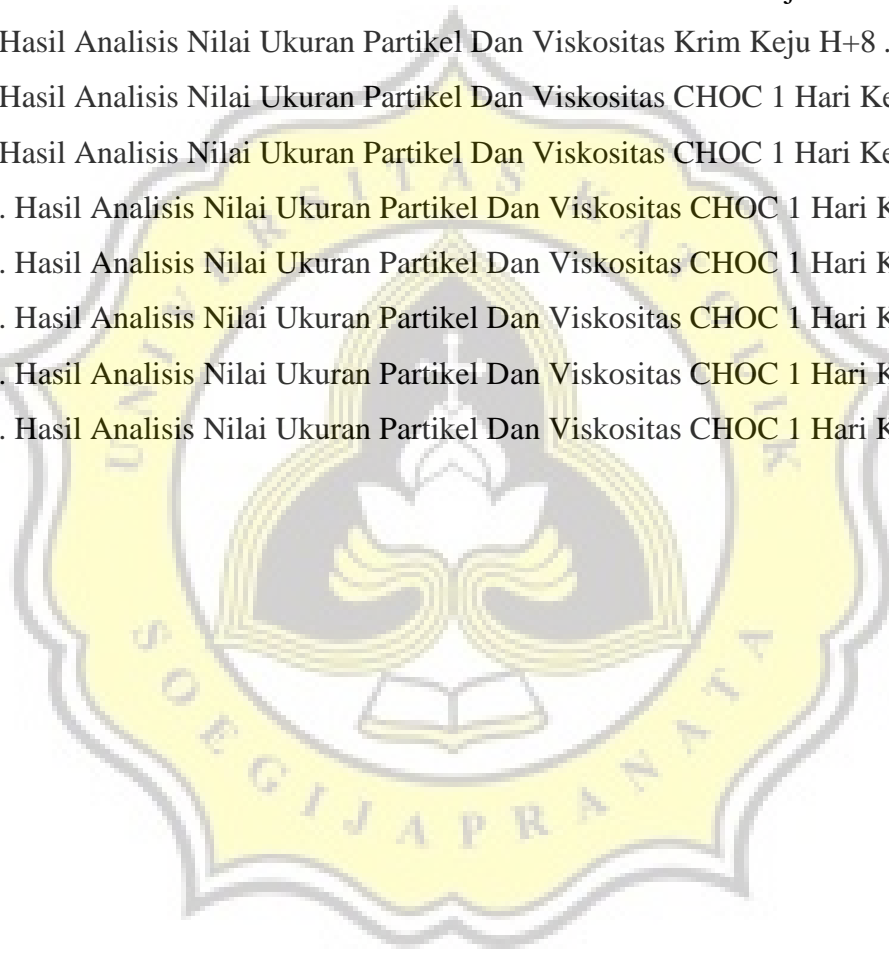 Hasil Analisis Nilai Ukuran Partikel Dan Viskositas Krim Keju H+8 .
Hasil Analisis Nilai Ukuran Partikel Dan Viskositas CHOC 1 Hari Ke
Hasil Analisis Nilai Ukuran Partikel Dan Viskositas CHOC 1 Hari Ke
. Hasil Analisis Nilai Ukuran Partikel Dan Viskositas CHOC 1 Hari K
. Hasil Analisis Nilai Ukuran Partikel Dan Viskositas CHOC 1 Hari K
. Hasil Analisis Nilai Ukuran Partikel Dan Viskositas CHOC 1 Hari K
. Hasil Analisis Nilai Ukuran Partikel Dan Viskositas CHOC 1 Hari K
. Hasil Analisis Nilai Ukuran Partikel Dan Viskositas CHOC 1 Hari K
UNIVERSITAS KATOLIK
SOEGIJAPRANATA